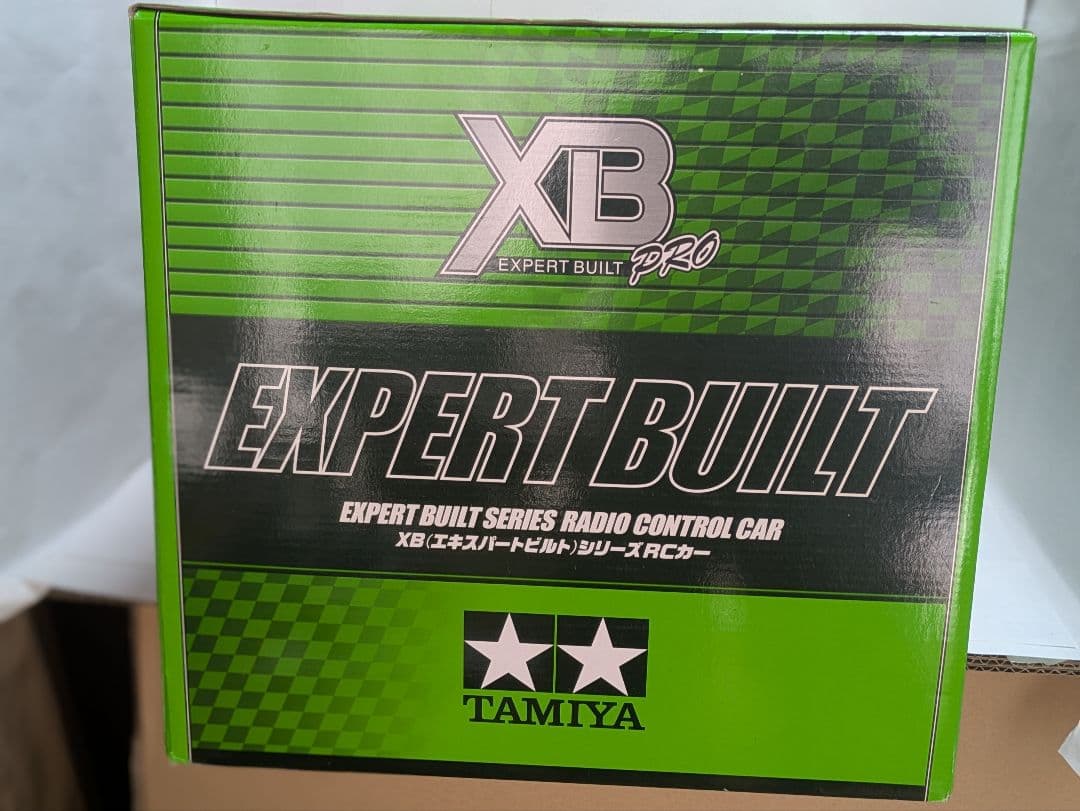 XB
EXPERT BUILT PRO
EXPERT BUILT
EXPERT BUILT SERIES RADIO CONTROL CAR
XB(エキスパートビルト)シリーズRCカー
TAMIYA